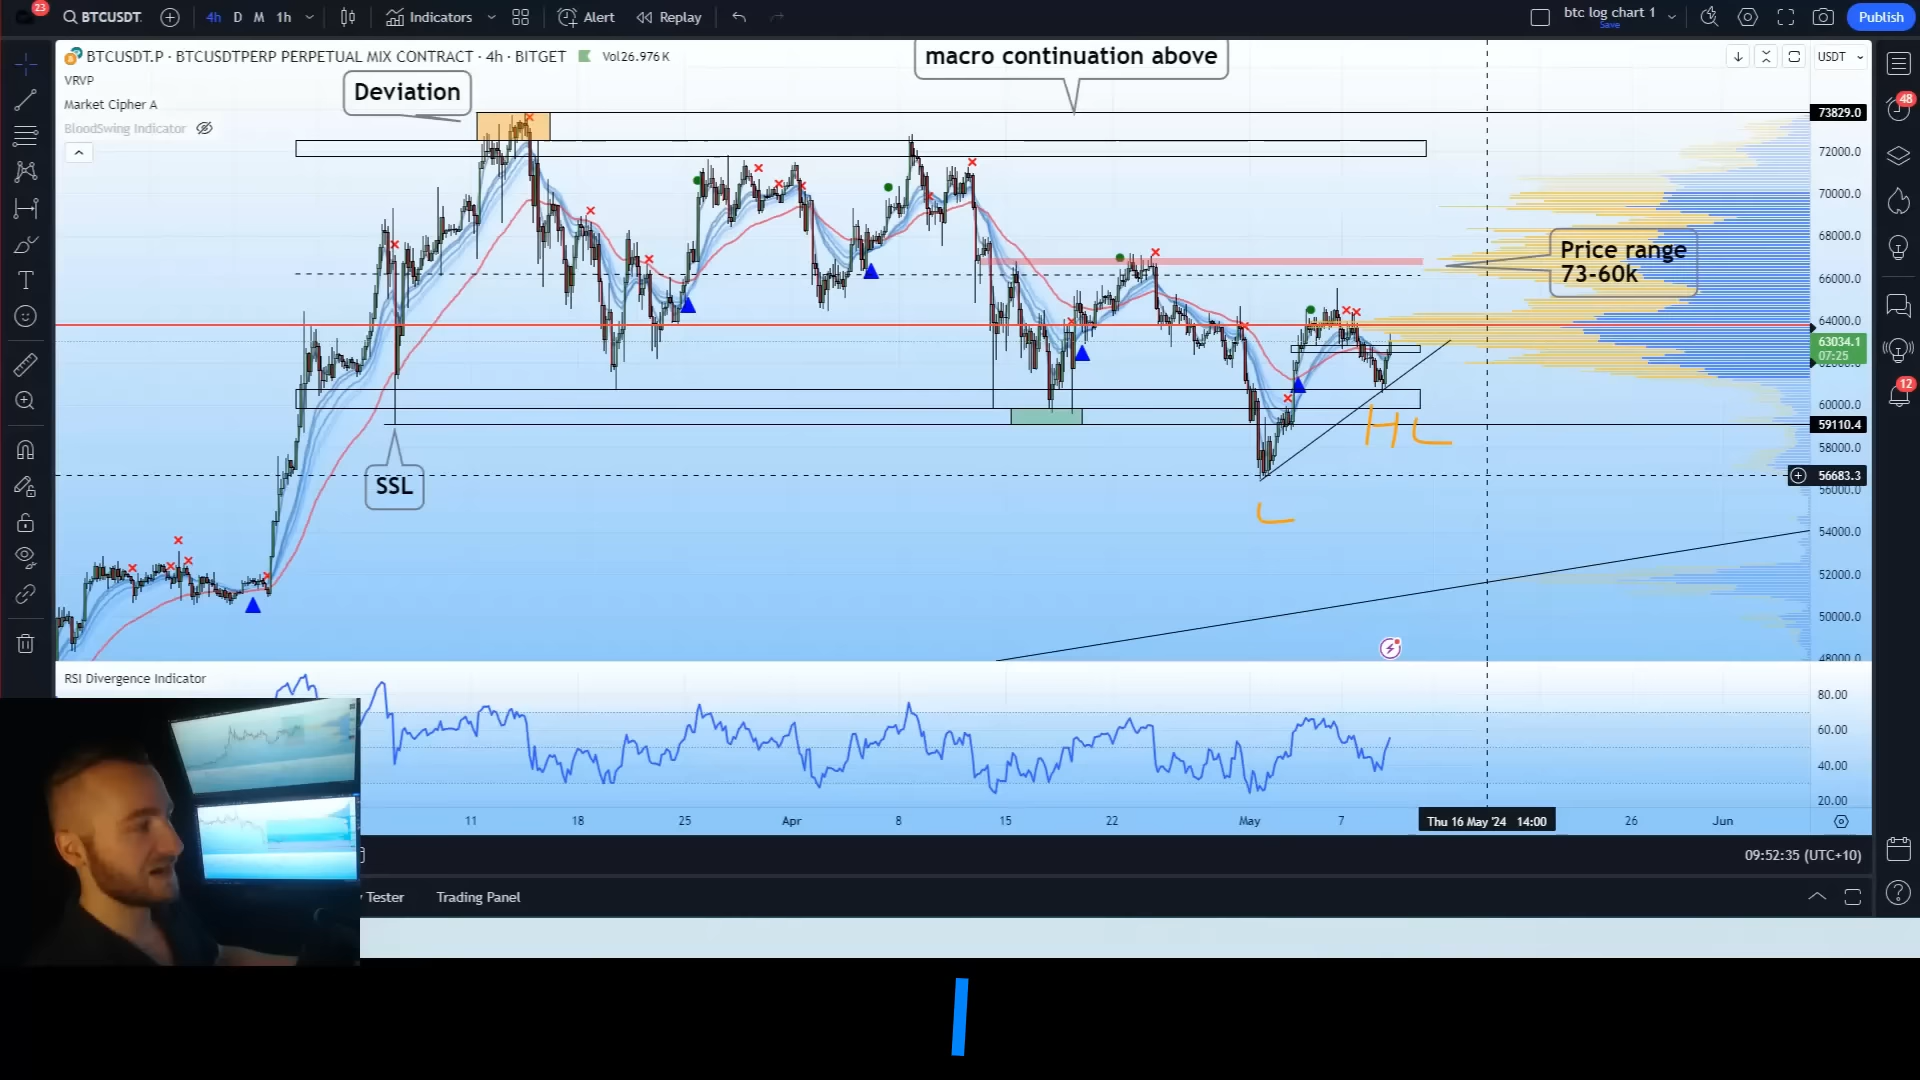 23
BTCUSDT.
4h
D
M
1h
Indicators
Alert
Replay
btc log chart 1
Save
Publish
BTCUSDT.P · BTCUSDTPERP PERPETUAL MIX CONTRACT · 4h · BITGET
Vol26.976K
VRVP
Market Cipher A
BloodSwing Indicator
Deviation
macro continuation above
USDT
73829.0
72000.0
70000.0
68000.0
Price range
73-60k
66000.0
64000.0
63034.1
07:25
60000.0
59110.4
58000.0
56683.3
56000.0
54000.0
52000.0
50000.0
48000.0
SSL
HL
L
48
12
RSI Divergence Indicator
80.00
60.00
40.00
20.00
11
18
25
Apr
8
15
22
May
7
Thu 16 May '24 14:00
26
Jun
09:52:35 (UTC+10)
Tester
Trading Panel
I